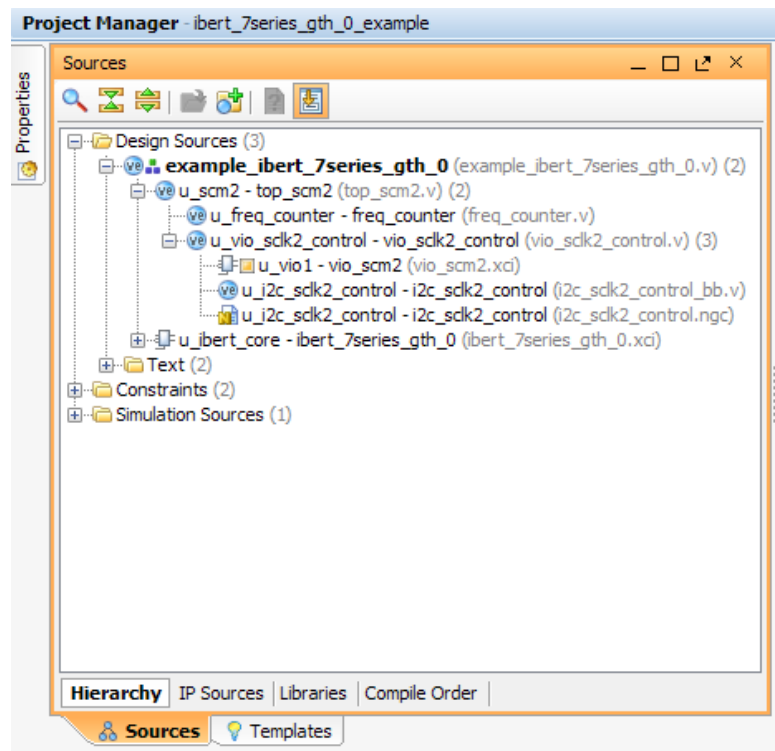 Project Manager - ibert_7series_gth_0_example
Properties
Sources
Design Sources (3)
example_ibert_7series_gth_0 (example_ibert_7series_gth_0.v) (2)
u_scm2 - top_scm2 (top_scm2.v) (2)
u_freq_counter - freq_counter (freq_counter.v)
u_vio_sclk2_control - vio_sclk2_control (vio_sclk2_control.v) (3)
u_vio1 - vio_scm2 (vio_scm2.xci)
u_i2c_sclk2_control - i2c_sclk2_control (i2c_sclk2_control_bb.v)
u_i2c_sclk2_control - i2c_sclk2_control (i2c_sclk2_control.ngc)
u_ibert_core - ibert_7series_gth_0 (ibert_7series_gth_0.xci)
Text (2)
Constraints (2)
Simulation Sources (1)
Hierarchy IP Sources Libraries Compile Order
Sources Templates